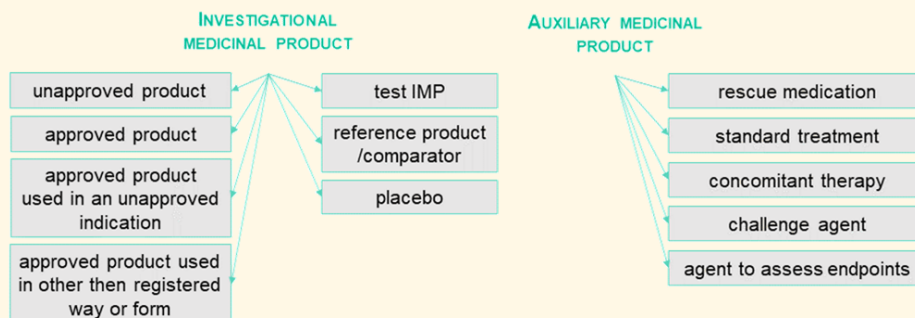 INVESTIGATIONAL
MEDICINAL PRODUCT
unapproved product
approved product
approved product
used in an unapproved
indication
approved product used
in other then registered
way or form
test IMP
reference product
/comparator
placebo
AUXILIARY MEDICINAL
PRODUCT
rescue medication
standard treatment
concomitant therapy
challenge agent
agent to assess endpoints